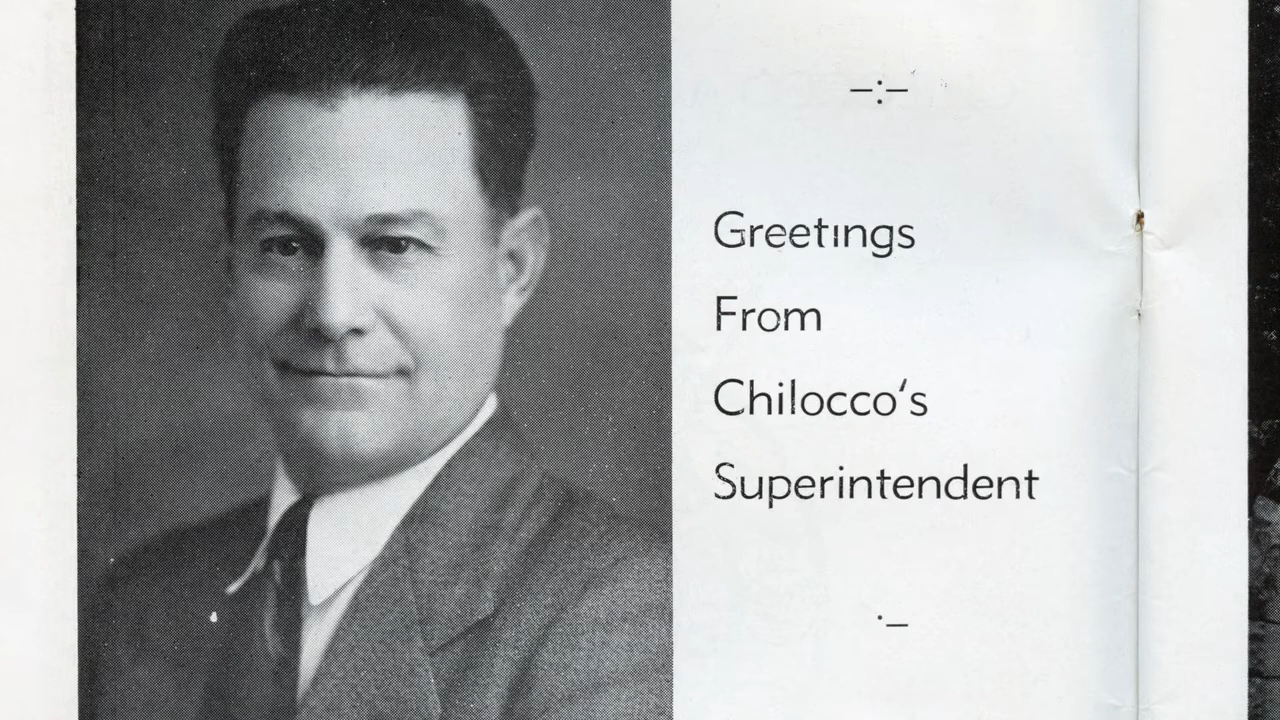 —:—
Greetings
From
Chilocco's
Superintendent
·—